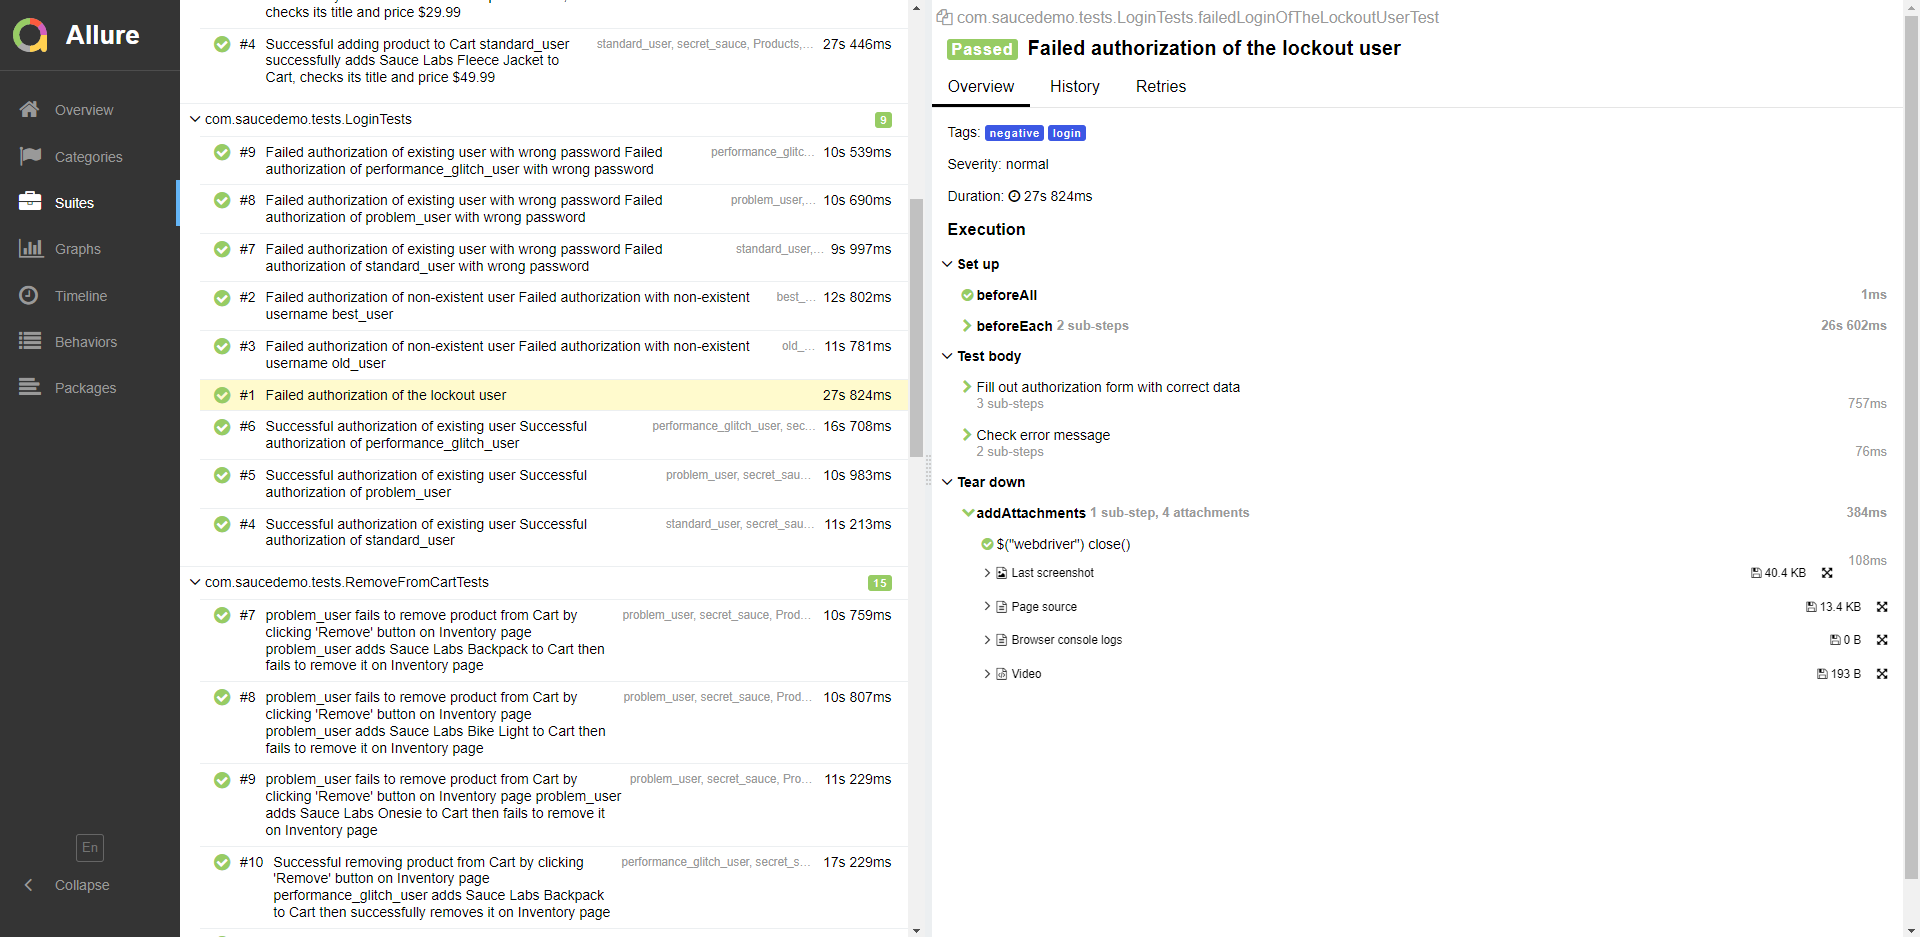 Allure
Overview
Categories
Suites
Graphs
Timeline
Behaviors
Packages
En
Collapse
checks its title and price $29.99
#4 Successful adding product to Cart standard_user standard_user, secret_sauce, Products,... 27s 446ms
successfully adds Sauce Labs Fleece Jacket to
Cart, checks its title and price $49.99
com.saucedemo.tests.LoginTests 9
#9 Failed authorization of existing user with wrong password Failed performance_glitc... 10s 539ms
authorization of performance_glitch_user with wrong password
#8 Failed authorization of existing user with wrong password Failed problem_user,... 10s 690ms
authorization of problem_user with wrong password
#7 Failed authorization of existing user with wrong password Failed standard_user,... 9s 997ms
authorization of standard_user with wrong password
#2 Failed authorization of non-existent user Failed authorization with non-existent best_... 12s 802ms
username best_user
#3 Failed authorization of non-existent user Failed authorization with non-existent old_... 11s 781ms
username old_user
#1 Failed authorization of the lockout user 27s 824ms
#6 Successful authorization of existing user Successful performance_glitch_user, sec... 16s 708ms
authorization of performance_glitch_user
#5 Successful authorization of existing user Successful problem_user, secret_sau... 10s 983ms
authorization of problem_user
#4 Successful authorization of existing user Successful standard_user, secret_sau... 11s 213ms
authorization of standard_user
com.saucedemo.tests.RemoveFromCartTests 15
#7 problem_user fails to remove product from Cart by problem_user, secret_sauce, Prod... 10s 759ms
clicking 'Remove' button on Inventory page
problem_user adds Sauce Labs Backpack to Cart then
fails to remove it on Inventory page
#8 problem_user fails to remove product from Cart by problem_user, secret_sauce, Prod... 10s 807ms
clicking 'Remove' button on Inventory page
problem_user adds Sauce Labs Bike Light to Cart then
fails to remove it on Inventory page
#9 problem_user fails to remove product from Cart by problem_user, secret_sauce, Pro... 11s 229ms
clicking 'Remove' button on Inventory page problem_user
adds Sauce Labs Onesie to Cart then fails to remove it
on Inventory page
#10 Successful removing product from Cart by clicking performance_glitch_user, secret_s... 17s 229ms
'Remove' button on Inventory page
performance_glitch_user adds Sauce Labs Backpack
to Cart then successfully removes it on Inventory page
com.saucedemo.tests.LoginTests.failedLoginOfTheLockoutUserTest
Passed Failed authorization of the lockout user
Overview History Retries
Tags: negative login
Severity: normal
Duration: 27s 824ms
Execution
Set up
beforeAll 1ms
beforeEach 2 sub-steps 26s 602ms
Test body
Fill out authorization form with correct data
3 sub-steps 757ms
Check error message
2 sub-steps 76ms
Tear down
addAttachments 1 sub-step, 4 attachments 384ms
$("webdriver") close()
108ms
Last screenshot 40.4 KB
Page source 13.4 KB
Browser console logs 0 B
Video 193 B